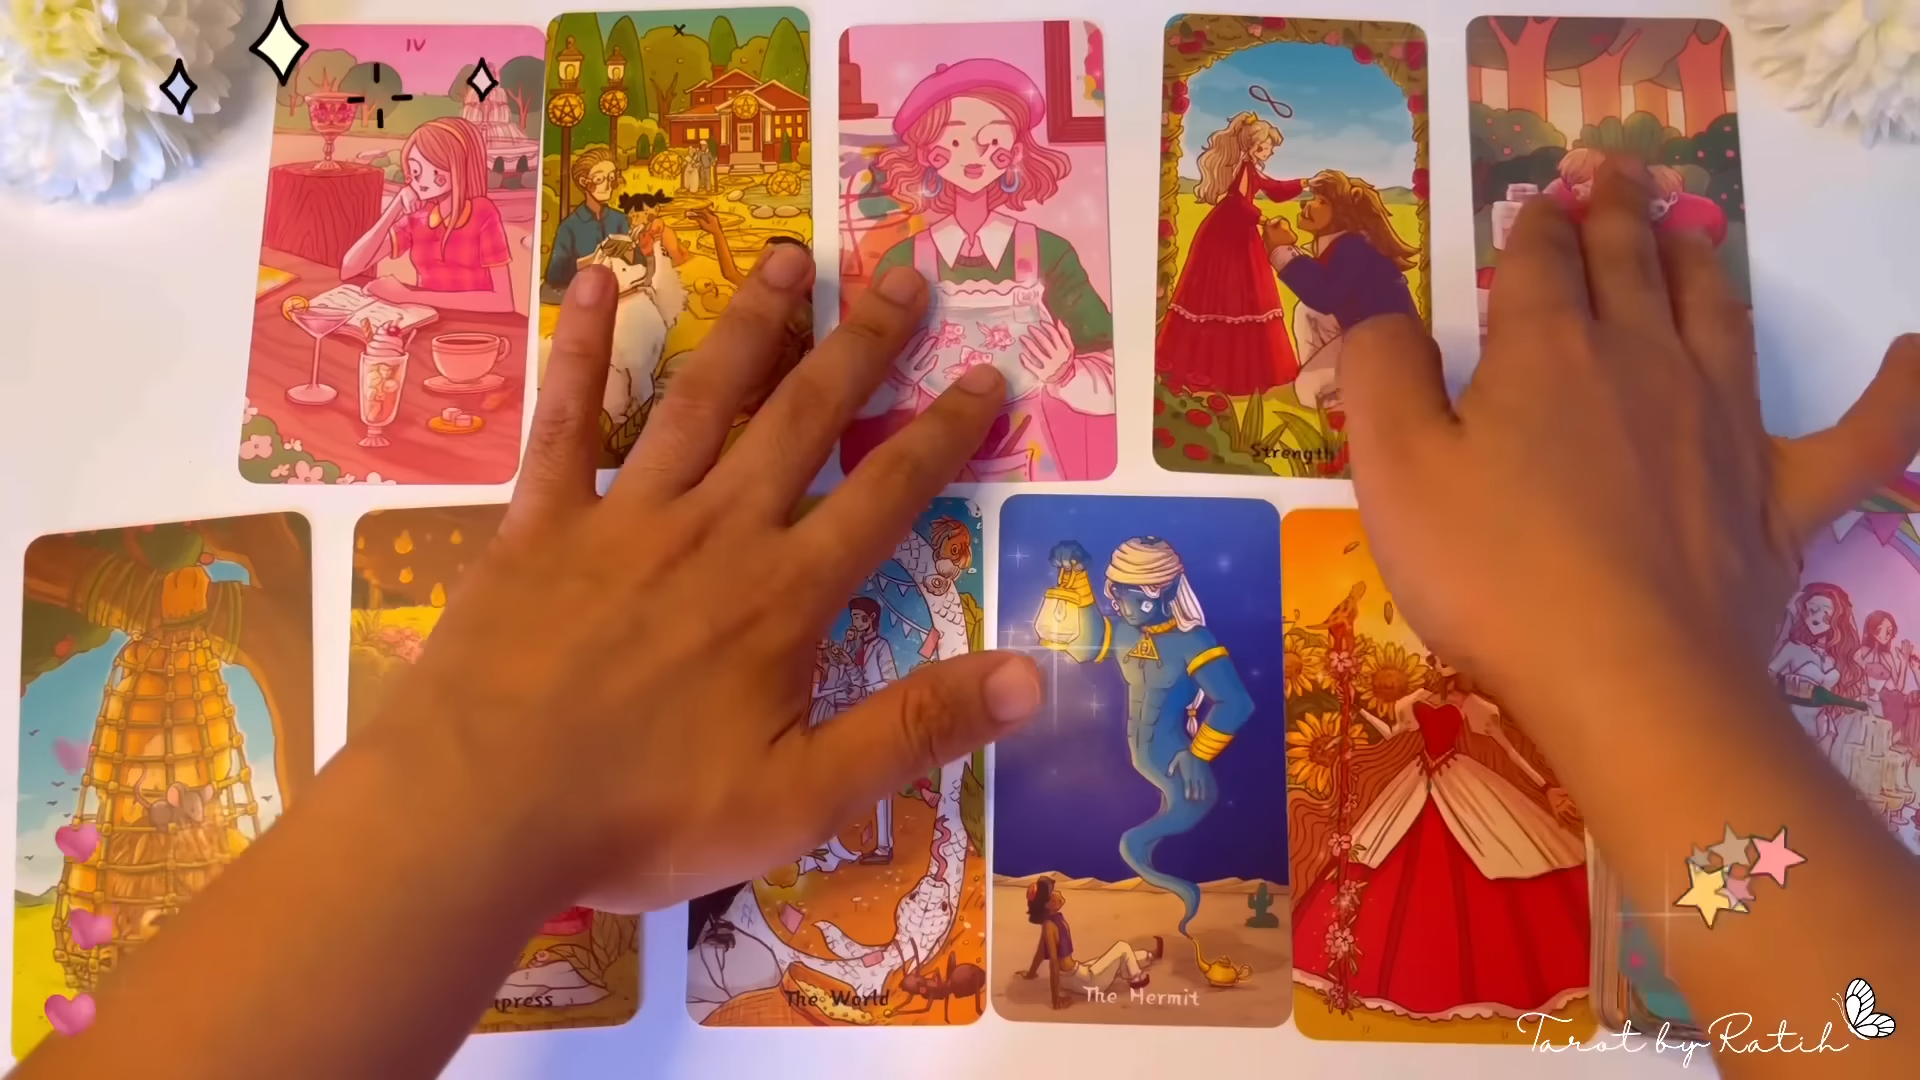 IV
X
Strength
The World
The Hermit
Tarot by Ratih